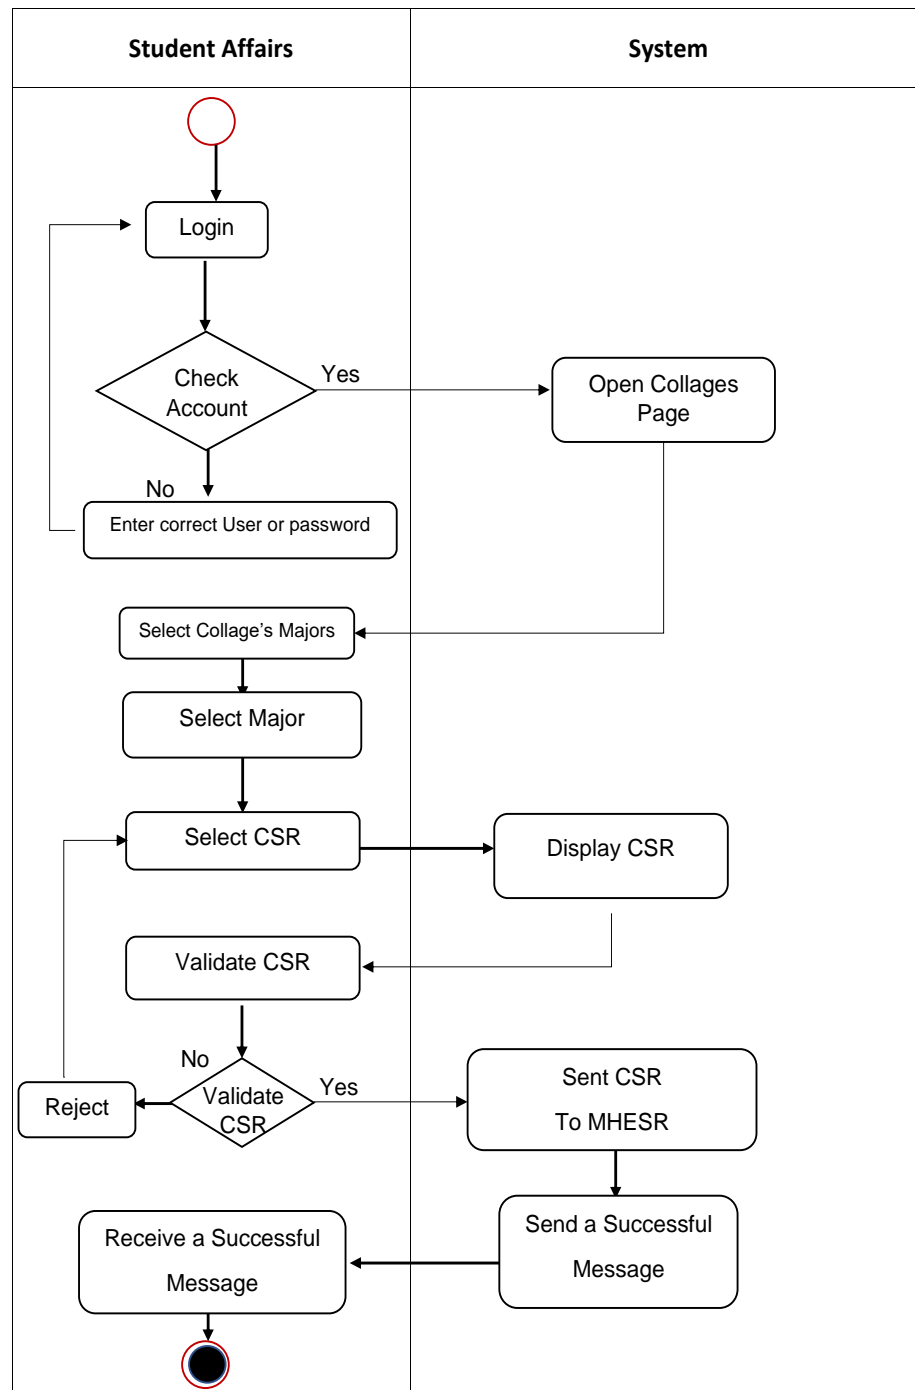 Student Affairs
System
Login
Check
Account
Yes
Open Collages
Page
No
Enter correct User or password
Select Collage’s Majors
Select Major
Select CSR
Display CSR
Validate CSR
No
Validate
CSR
Yes
Reject
Sent CSR
To MHESR
Send a Successful
Message
Receive a Successful
Message